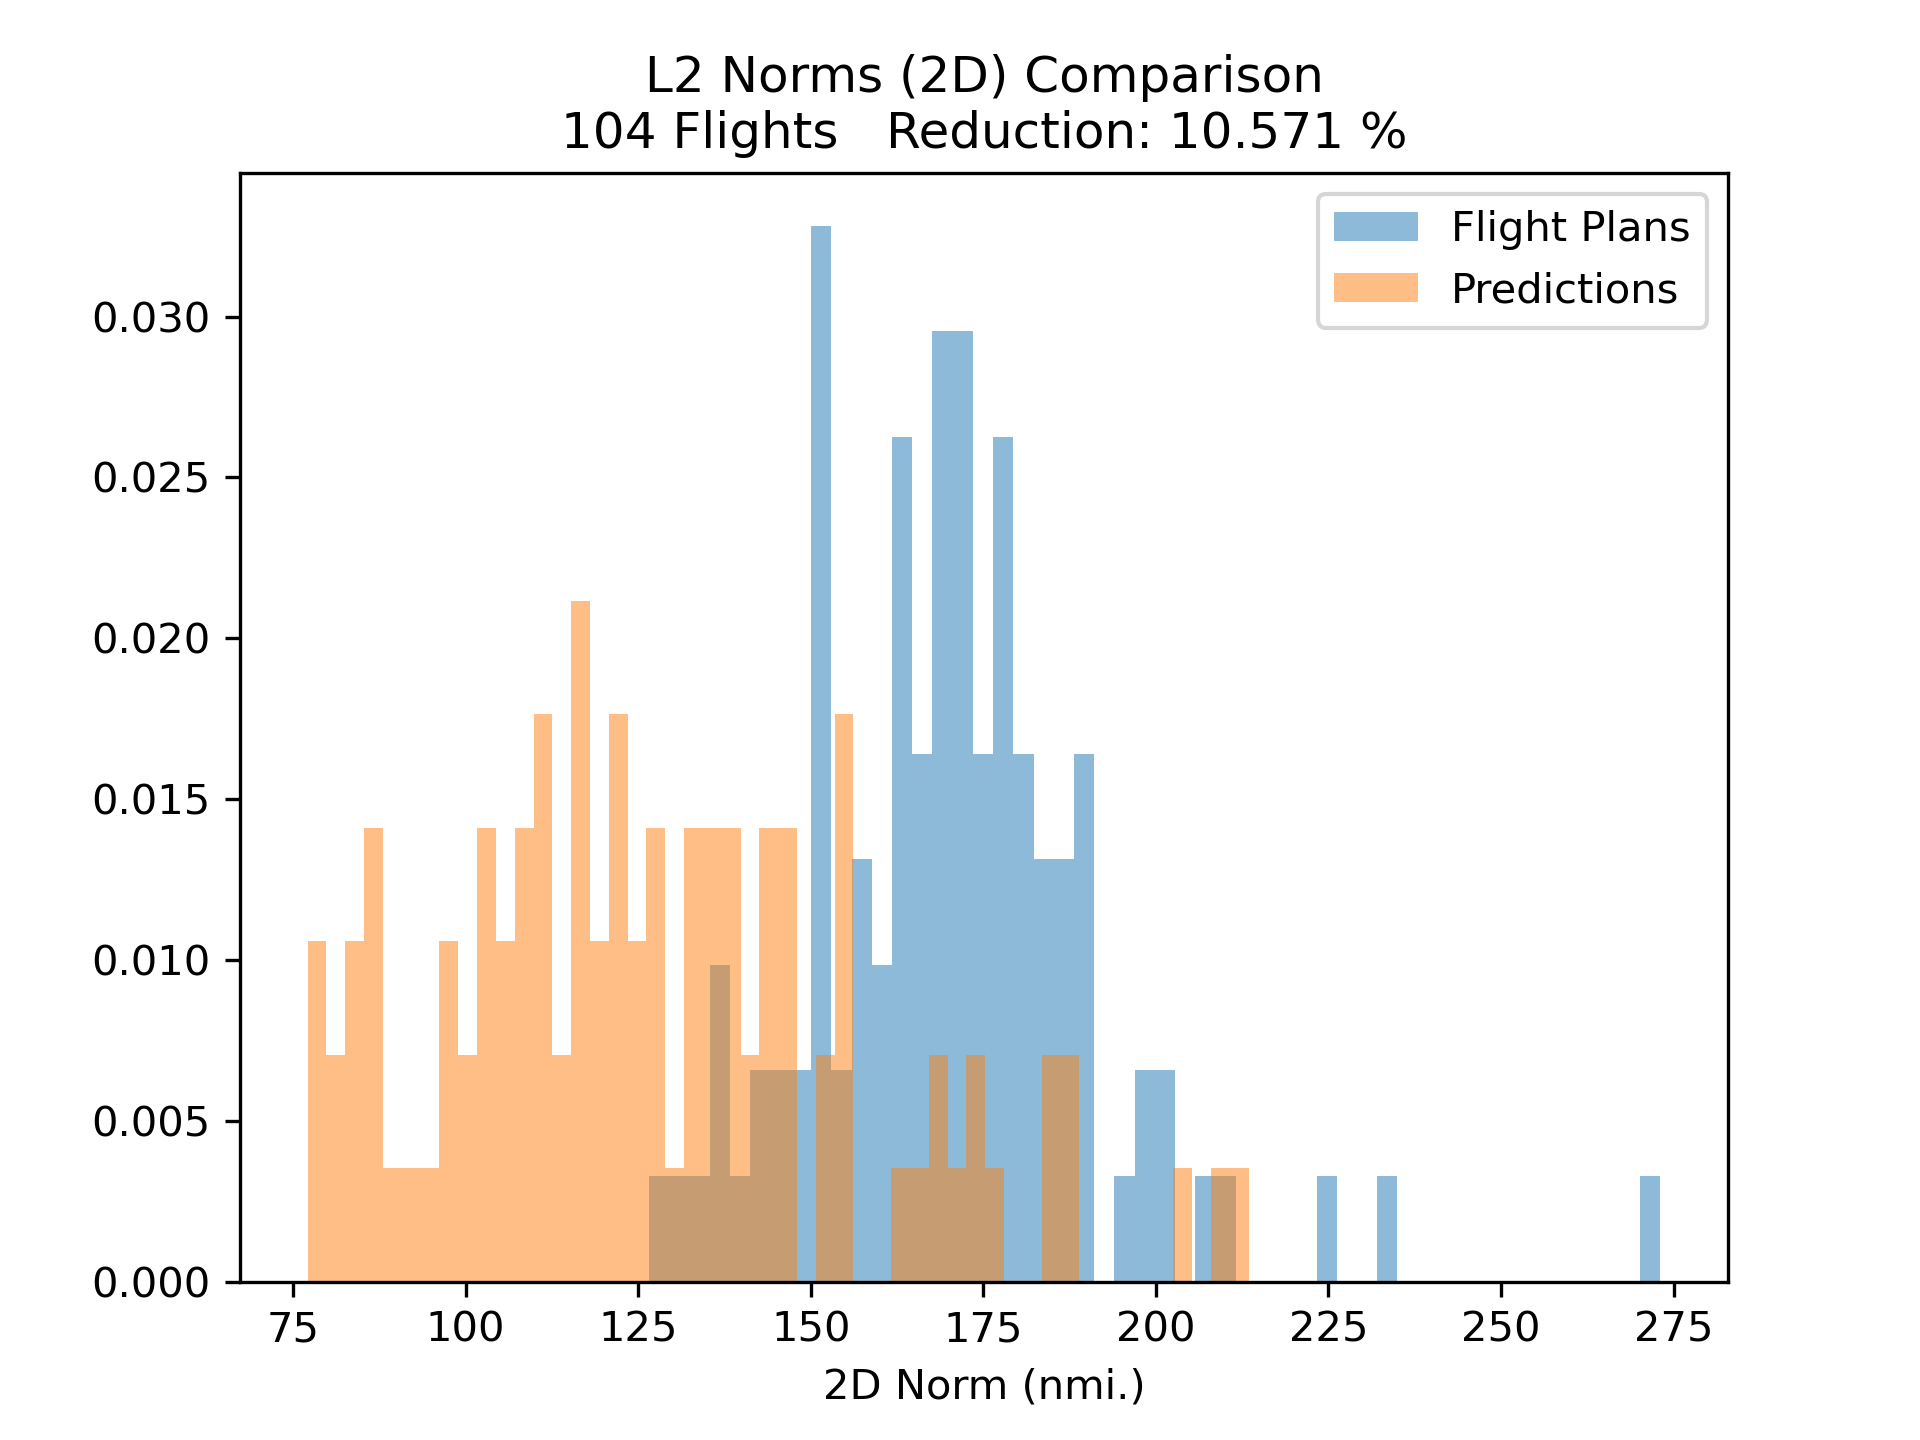 L2 Norms (2D) Comparison
104 Flights   Reduction: 10.571 %
Flight Plans
Predictions
0.030
0.025
0.020
0.015
0.010
0.005
0.000
75 100 125 150 175 200 225 250 275
2D Norm (nmi.)